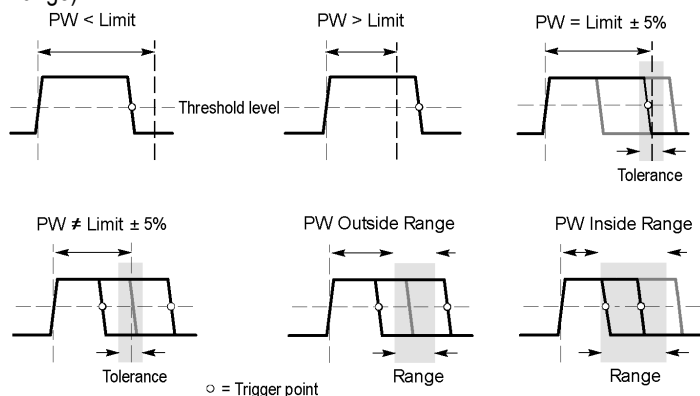 PW < Limit
PW > Limit
PW = Limit ± 5%
Threshold level
Tolerance
PW ≠ Limit ± 5%
PW Outside Range
PW Inside Range
Tolerance
Range
Range
= Trigger point